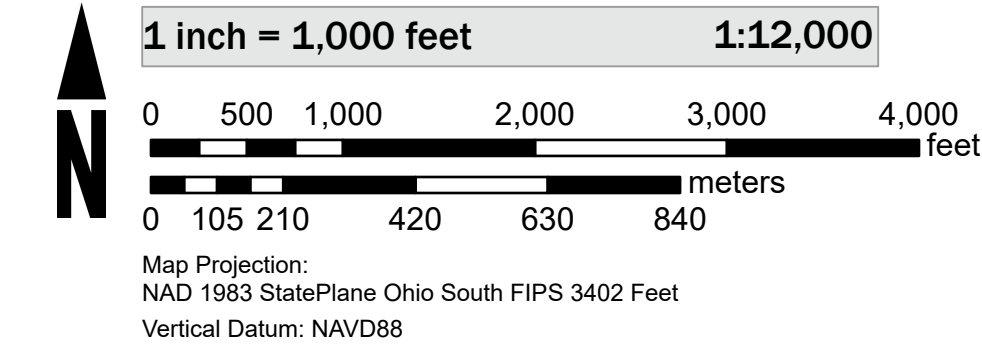 1 inch = 1,000 feet 1:12,000
0 500 1,000 2,000 3,000 4,000
feet
meters
0 105 210 420 630 840
N
Map Projection:
NAD 1983 StatePlane Ohio South FIPS 3402 Feet
Vertical Datum: NAVD88